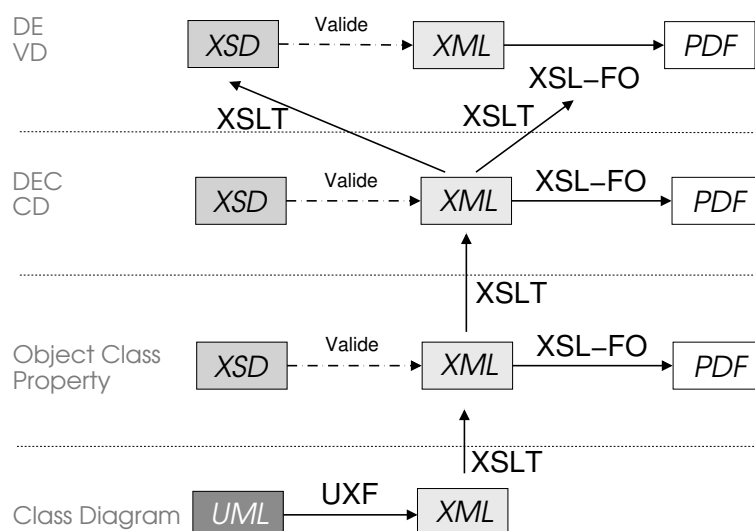 DE
VD
XSD
Valide
XML
PDF
XSL–FO
XSLT
XSLT
DEC
CD
XSD
Valide
XML
XSL–FO
PDF
XSLT
Object Class
Property
XSD
Valide
XML
XSL–FO
PDF
XSLT
Class Diagram
UML
UXF
XML